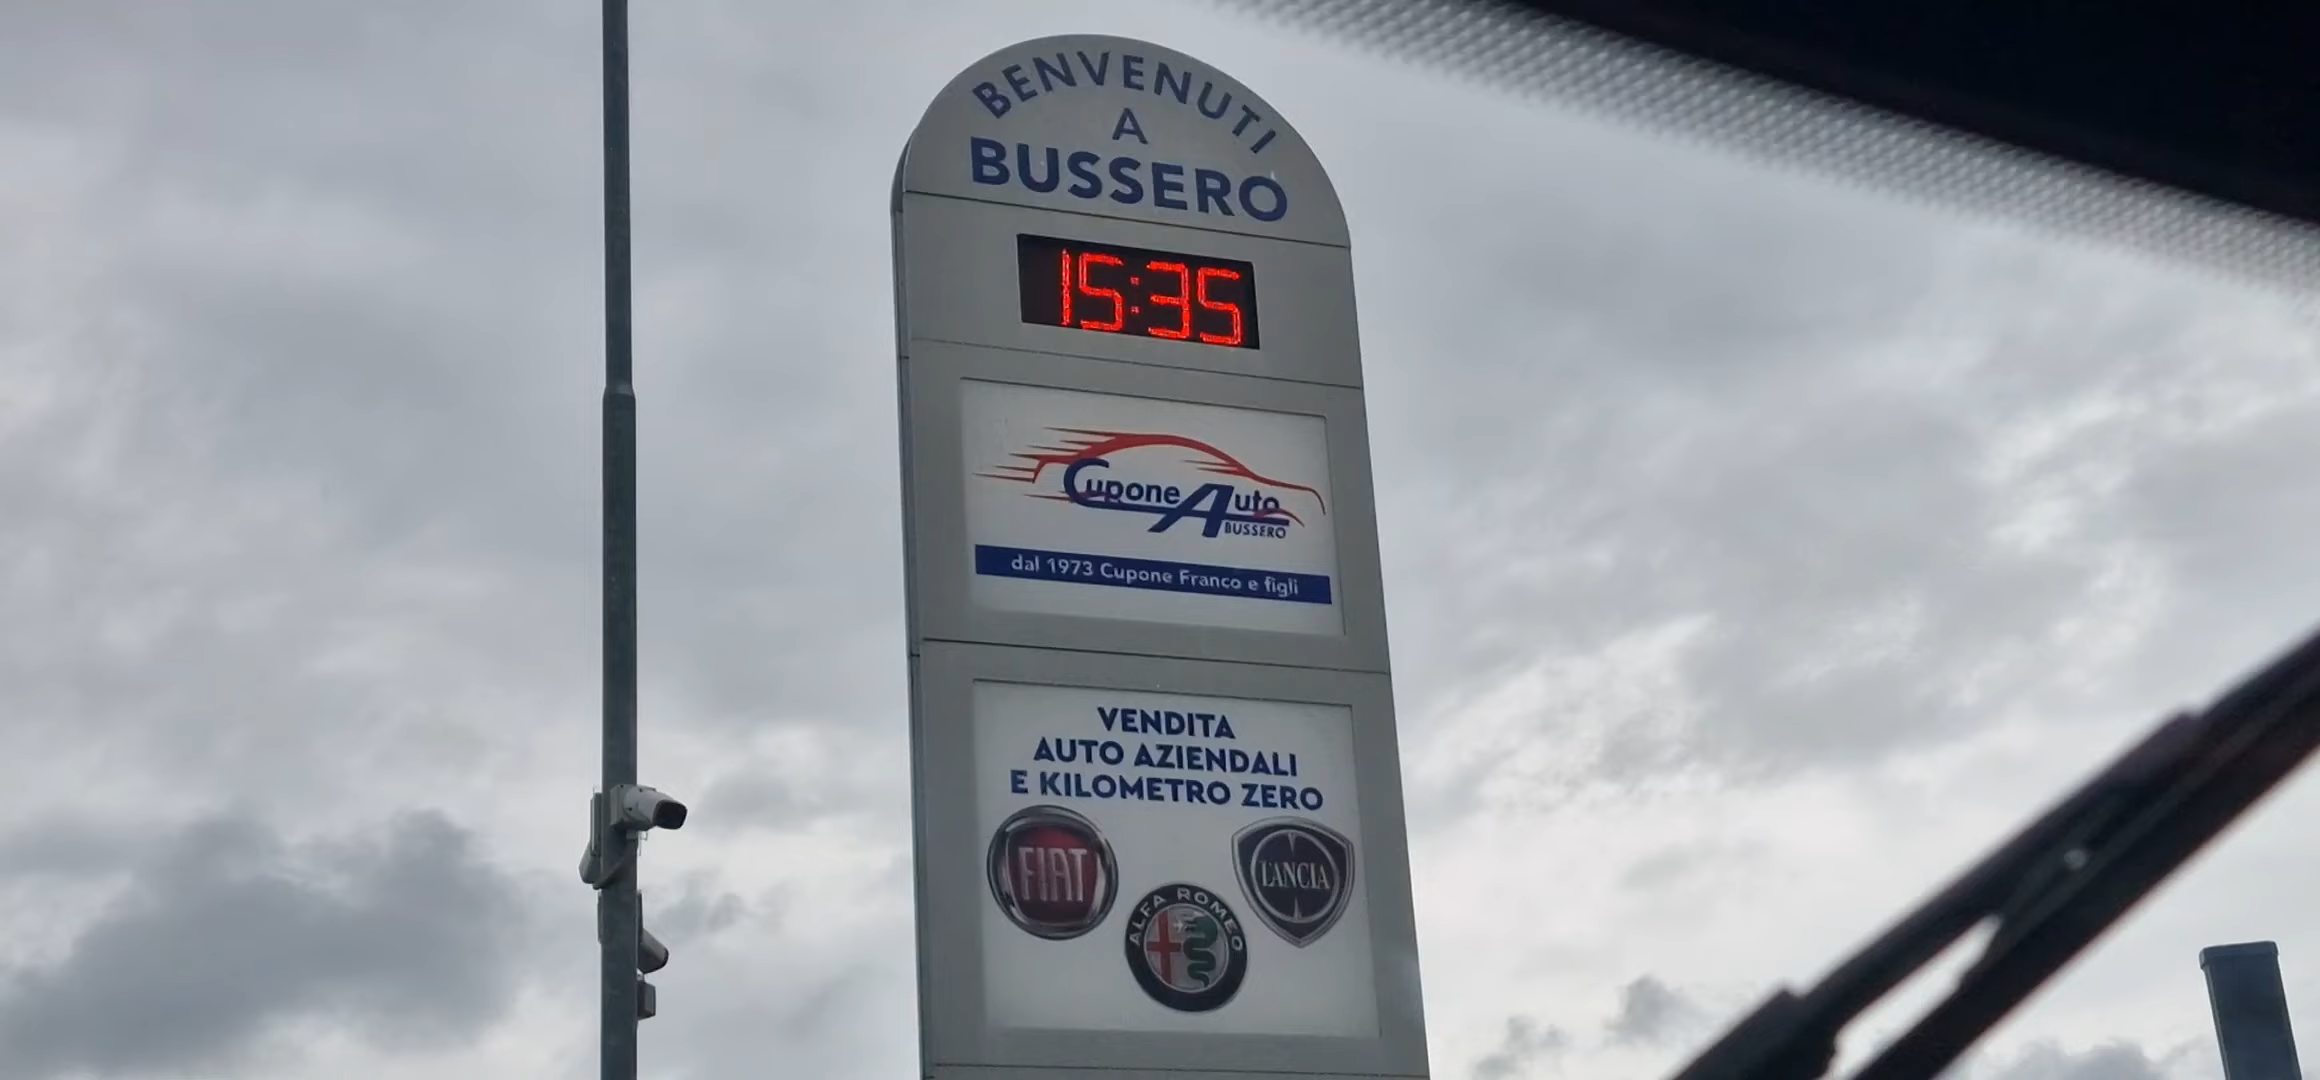 BENVENUTI
A
BUSSERO
15:35
Cupone Auto
BUSSERO
dal 1973 Cupone Franco e figli
VENDITA
AUTO AZIENDALI
E KILOMETRO ZERO
FIAT
LANCIA
ALFA ROMEO